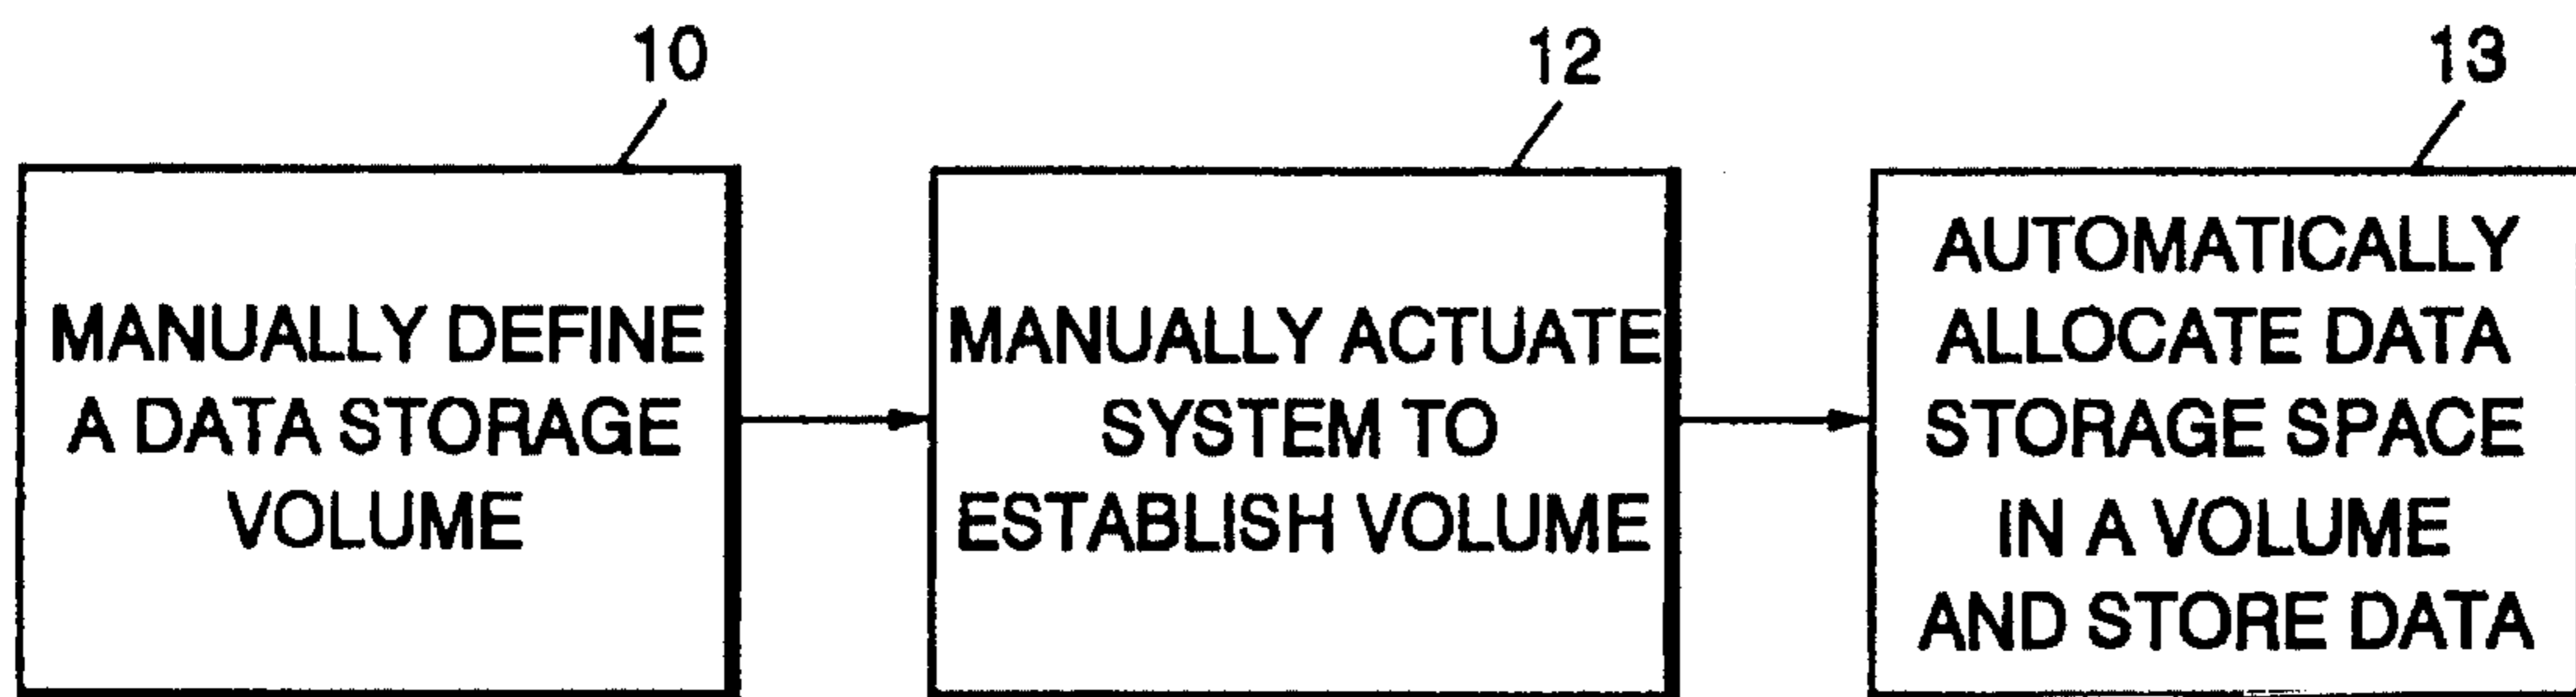 10
MANUALLY DEFINE
A DATA STORAGE
VOLUME
12
MANUALLY ACTUATE
SYSTEM TO
ESTABLISH VOLUME
13
AUTOMATICALLY
ALLOCATE DATA
STORAGE SPACE
IN A VOLUME
AND STORE DATA